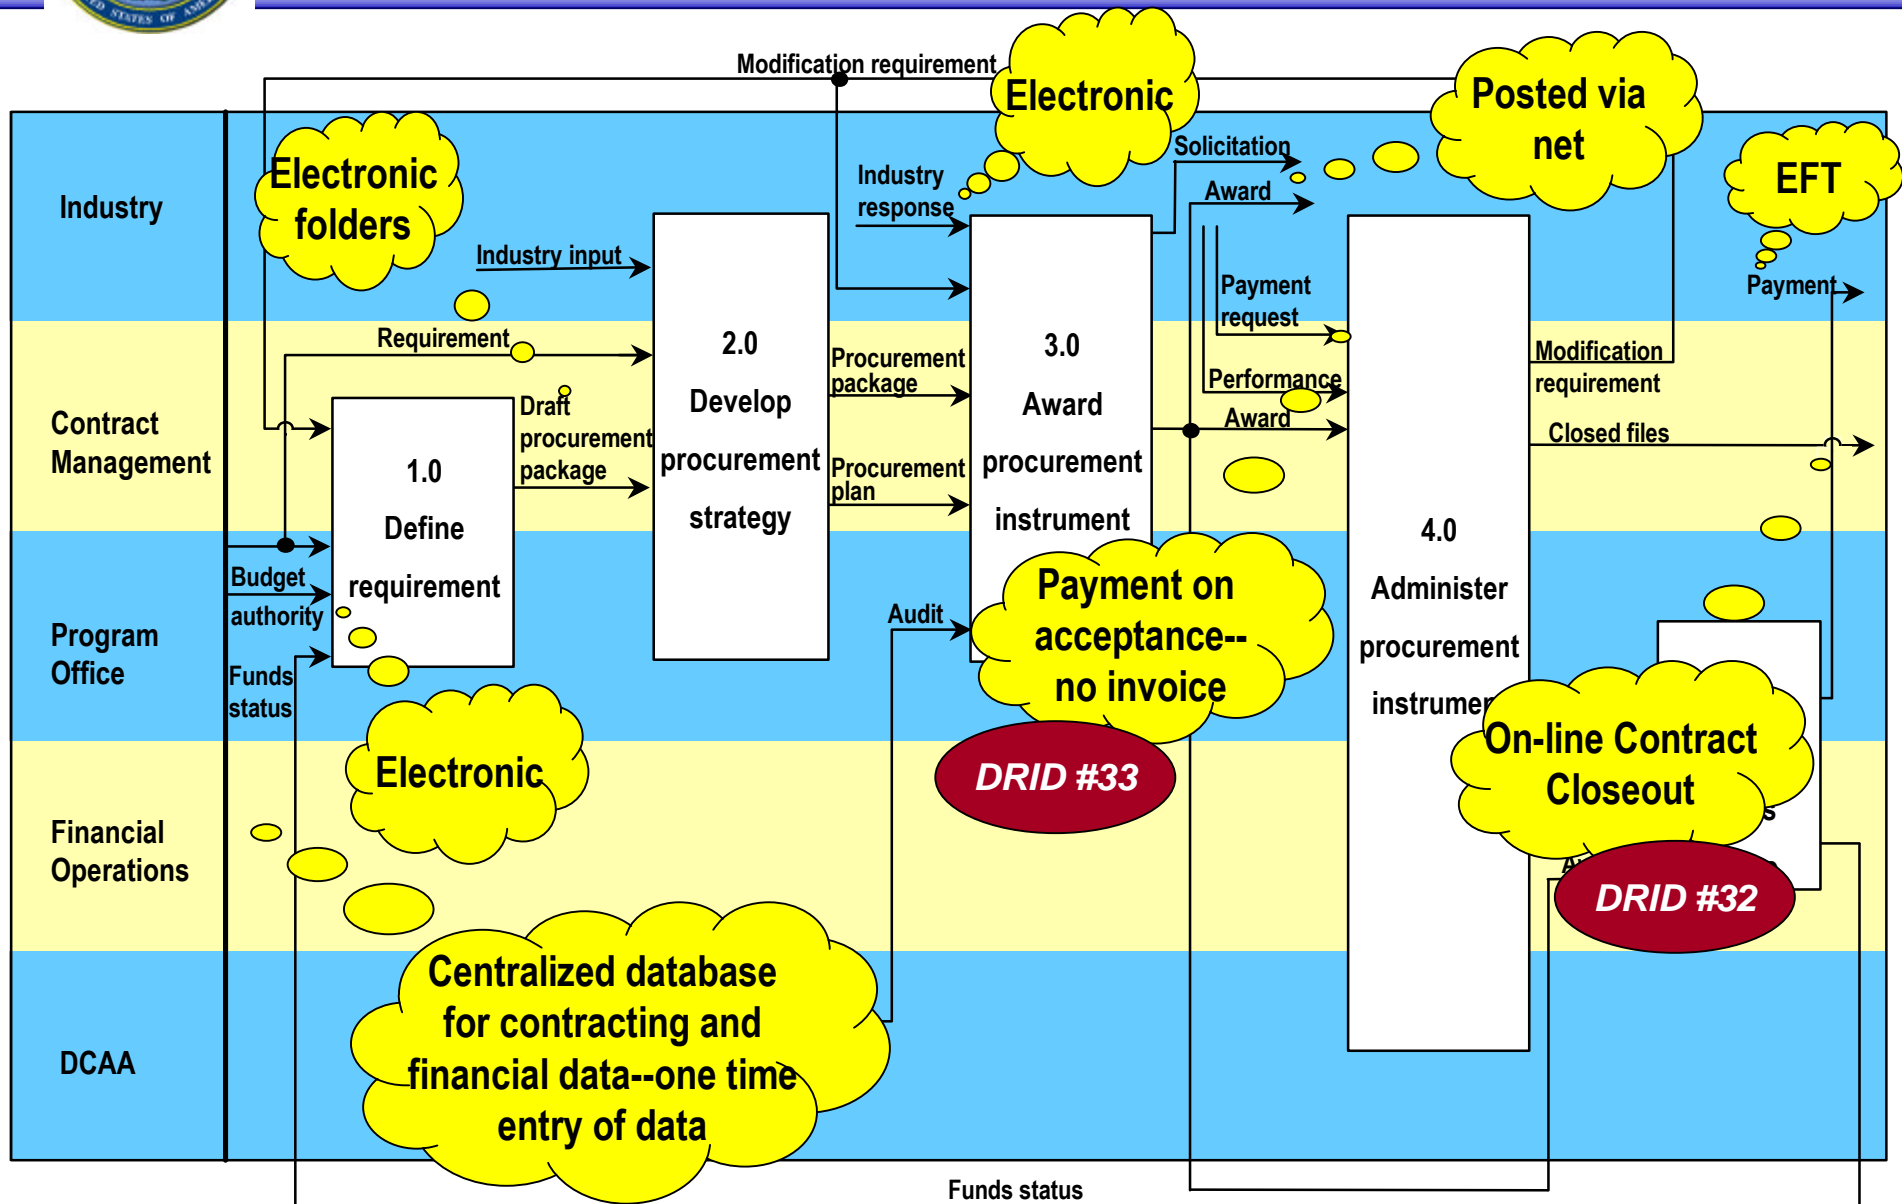 UNITED STATES OF AMERICA
Modification requirement
Electronic
Posted via
net
EFT
Electronic
folders
Industry
Industry
response
Solicitation
Award
Industry input
Payment
request
Payment
Requirement
2.0
Develop
procurement
strategy
Procurement
package
Procurement
plan
3.0
Award
procurement
instrument
Performance
Award
Modification
requirement
Closed files
Contract
Management
Draft
procurement
package
1.0
Define
requirement
4.0
Administer
procurement
Budget
authority
Program
Office
Funds
status
Audit
Payment on
acceptance--
no invoice
DRID #33
Electronic
On-line Contract
Closeout
DRID #32
Financial
Operations
Centralized database
for contracting and
financial data--one time
entry of data
DCAA
Funds status